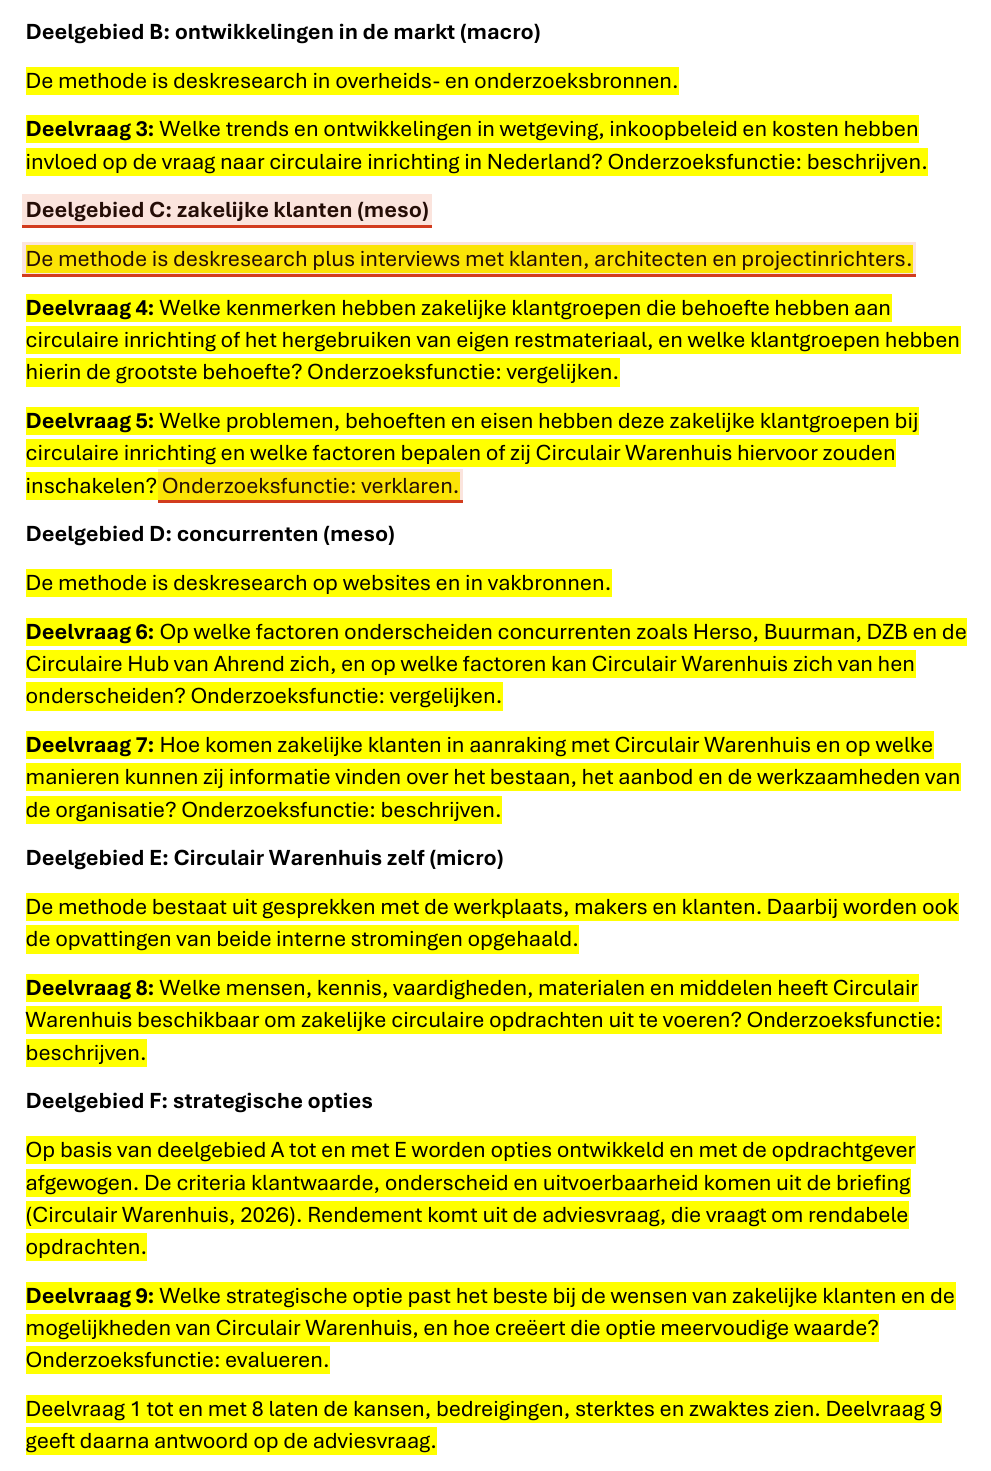 Deelgebied B: ontwikkelingen in de markt (macro)
De methode is deskresearch in overheids- en onderzoeksbronnen.
Deelvraag 3: Welke trends en ontwikkelingen in wetgeving, inkoopbeleid en kosten hebben
invloed op de vraag naar circulaire inrichting in Nederland? Onderzoeksfunctie: beschrijven.
Deelgebied C: zakelijke klanten (meso)
De methode is deskresearch plus interviews met klanten, architecten en projectinrichters.
Deelvraag 4: Welke kenmerken hebben zakelijke klantgroepen die behoefte hebben aan
circulaire inrichting of het hergebruiken van eigen restmateriaal, en welke klantgroepen hebben
hierin de grootste behoefte? Onderzoeksfunctie: vergelijken.
Deelvraag 5: Welke problemen, behoeften en eisen hebben deze zakelijke klantgroepen bij
circulaire inrichting en welke factoren bepalen of zij Circulair Warenhuis hiervoor zouden
inschakelen? Onderzoeksfunctie: verklaren.
Deelgebied D: concurrenten (meso)
De methode is deskresearch op websites en in vakbronnen.
Deelvraag 6: Op welke factoren onderscheiden concurrenten zoals Herso, Buurman, DZB en de
Circulaire Hub van Ahrend zich, en op welke factoren kan Circulair Warenhuis zich van hen
onderscheiden? Onderzoeksfunctie: vergelijken.
Deelvraag 7: Hoe komen zakelijke klanten in aanraking met Circulair Warenhuis en op welke
manieren kunnen zij informatie vinden over het bestaan, het aanbod en de werkzaamheden van
de organisatie? Onderzoeksfunctie: beschrijven.
Deelgebied E: Circulair Warenhuis zelf (micro)
De methode bestaat uit gesprekken met de werkplaats, makers en klanten. Daarbij worden ook
de opvattingen van beide interne stromingen opgehaald.
Deelvraag 8: Welke mensen, kennis, vaardigheden, materialen en middelen heeft Circulair
Warenhuis beschikbaar om zakelijke circulaire opdrachten uit te voeren? Onderzoeksfunctie:
beschrijven.
Deelgebied F: strategische opties
Op basis van deelgebied A tot en met E worden opties ontwikkeld en met de opdrachtgever
afgewogen. De criteria klantwaarde, onderscheid en uitvoerbaarheid komen uit de briefing
(Circulair Warenhuis, 2026). Rendement komt uit de adviesvraag, die vraagt om rendabele
opdrachten.
Deelvraag 9: Welke strategische optie past het beste bij de wensen van zakelijke klanten en de
mogelijkheden van Circulair Warenhuis, en hoe creëert die optie meervoudige waarde?
Onderzoeksfunctie: evalueren.
Deelvraag 1 tot en met 8 laten de kansen, bedreigingen, sterktes en zwaktes zien. Deelvraag 9
geeft daarna antwoord op de adviesvraag.